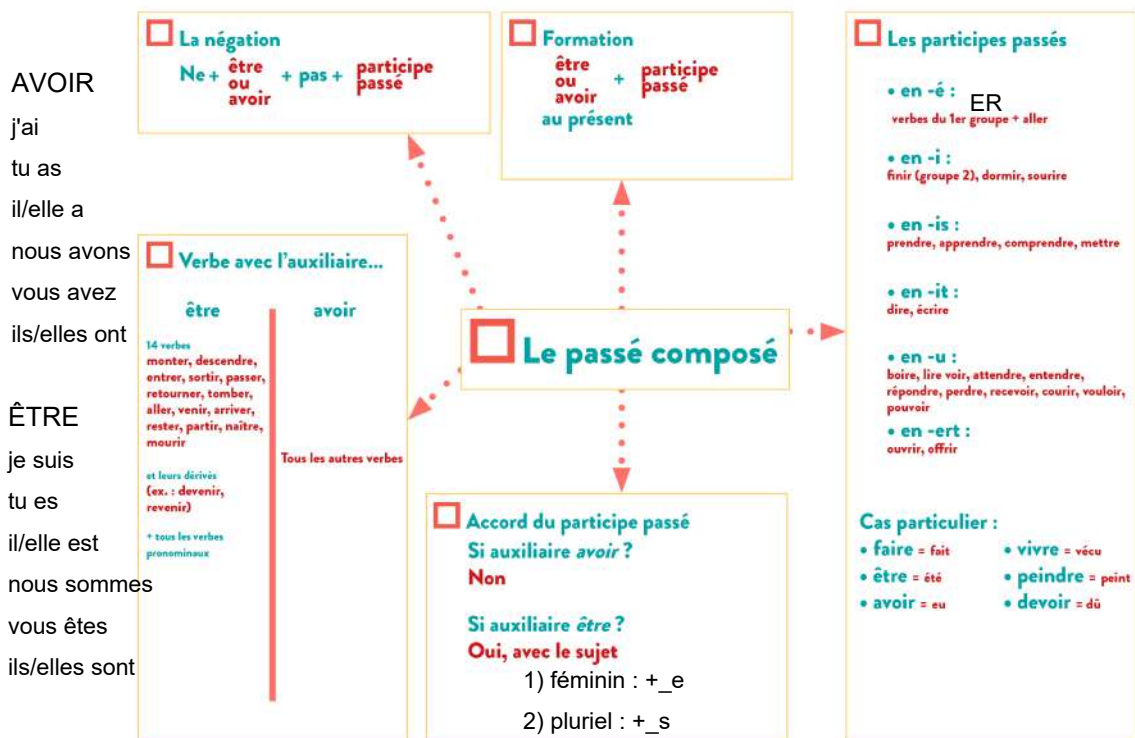 AVOIR
j'ai
tu as
il/elle a
nous avons
vous avez
ils/elles ont
ÊTRE
je suis
tu es
il/elle est
nous sommes
vous êtes
ils/elles sont
La négation
Ne + être ou avoir + pas + participe passé
Formation
être ou avoir + participe passé
au présent
Verbe avec l'auxiliaire...
être
14 verbes
monter, descendre,
entrer, sortir, passer,
retourner, tomber,
aller, venir, arriver,
rester, partir, naître,
mourir
et leurs dérivés
(ex. : devenir,
revenir)
+ tous les verbes
pronominaux
avoir
Tous les autres verbes
Le passé composé
Accord du participe passé
Si auxiliaire avoir ?
Non
Si auxiliaire être ?
Oui, avec le sujet
1) féminin : +_e
2) pluriel : +_s
Les participes passés
• en -é : ER
verbes du 1er groupe + aller
• en -i :
finir (groupe 2), dormir, sourire
• en -is :
prendre, apprendre, comprendre, mettre
• en -it :
dire, écrire
• en -u :
boire, lire voir, attendre, entendre,
répondre, perdre, recevoir, courir, vouloir,
pouvoir
• en -ert :
ouvrir, offrir
Cas particulier :
• faire = fait
• être = été
• avoir = eu
• vivre = vécu
• peindre = peint
• devoir = dû